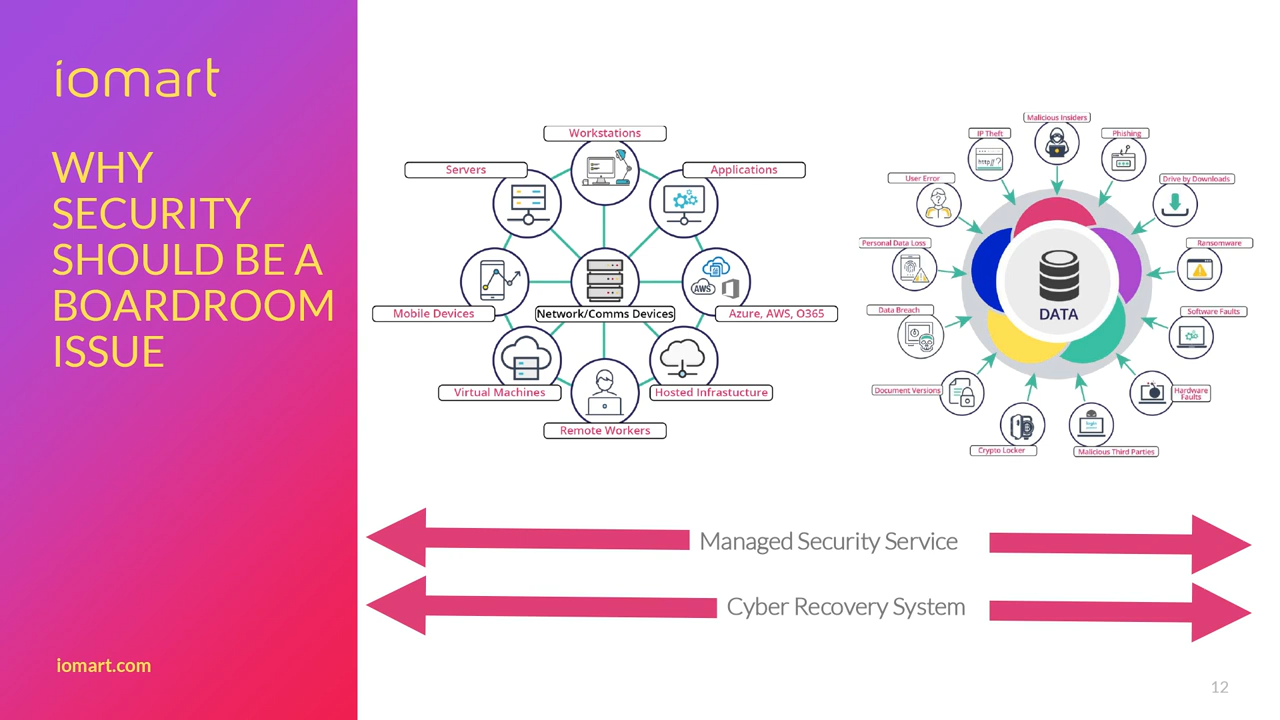 iomart
WHY
SECURITY
SHOULD BE A
BOARDROOM
ISSUE
iomart.com
Workstations
Servers
Applications
Mobile Devices
Network/Comms Devices
AWS
Azure, AWS, O365
Virtual Machines
Hosted Infrastucture
Remote Workers
Malicious Insiders
IP Theft
http://
Phishing
User Error
Drive by Downloads
Personal Data Loss
Ransomware
Data Breach
Software Faults
DATA
Document Versions
Hardware
Faults
Crypto Locker
Malicious Third Parties
Managed Security Service
Cyber Recovery System
12